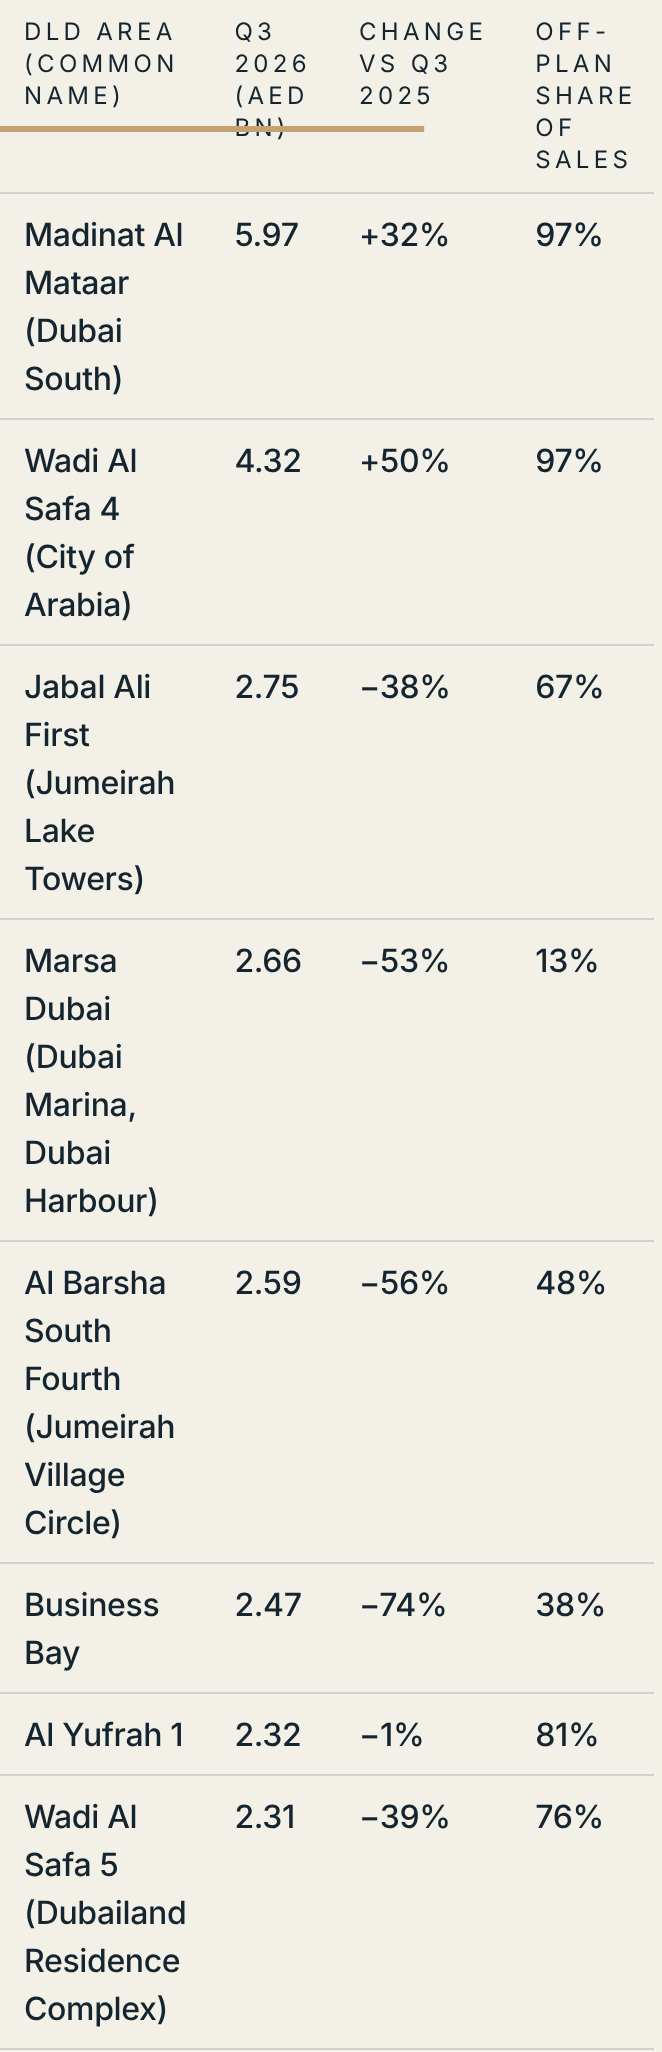 DLD AREA (COMMON NAME) Q3 2026 (AED BN) CHANGE VS Q3 2025 OFF-PLAN SHARE OF SALES
Madinat Al Mataar (Dubai South) 5.97 +32% 97%
Wadi Al Safa 4 (City of Arabia) 4.32 +50% 97%
Jabal Ali First (Jumeirah Lake Towers) 2.75 −38% 67%
Marsa Dubai (Dubai Marina, Dubai Harbour) 2.66 −53% 13%
Al Barsha South Fourth (Jumeirah Village Circle) 2.59 −56% 48%
Business Bay 2.47 −74% 38%
Al Yufrah 1 2.32 −1% 81%
Wadi Al Safa 5 (Dubailand Residence Complex) 2.31 −39% 76%